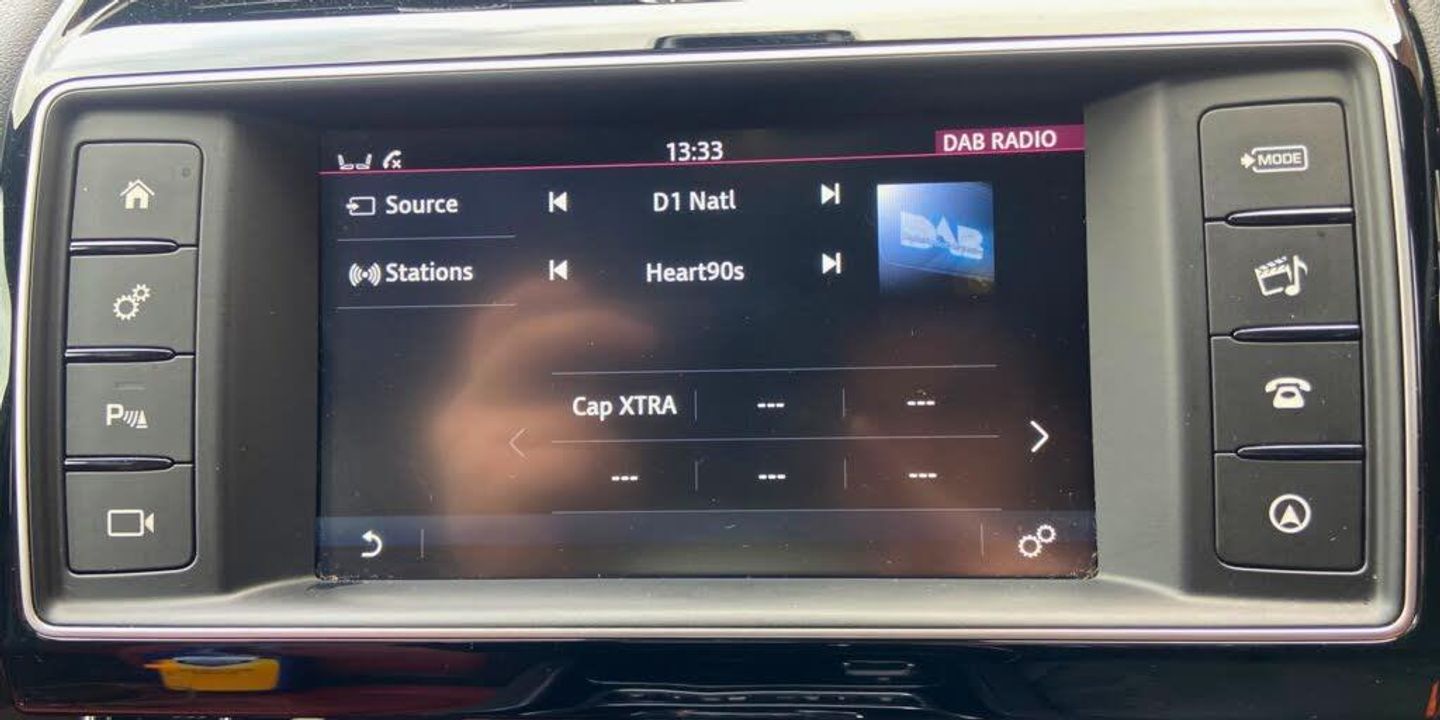 13:33
DAB RADIO
Source
D1 Natl
Stations
Heart90s
DAB
Cap XTRA
---
---
---
---
---
MODE
P